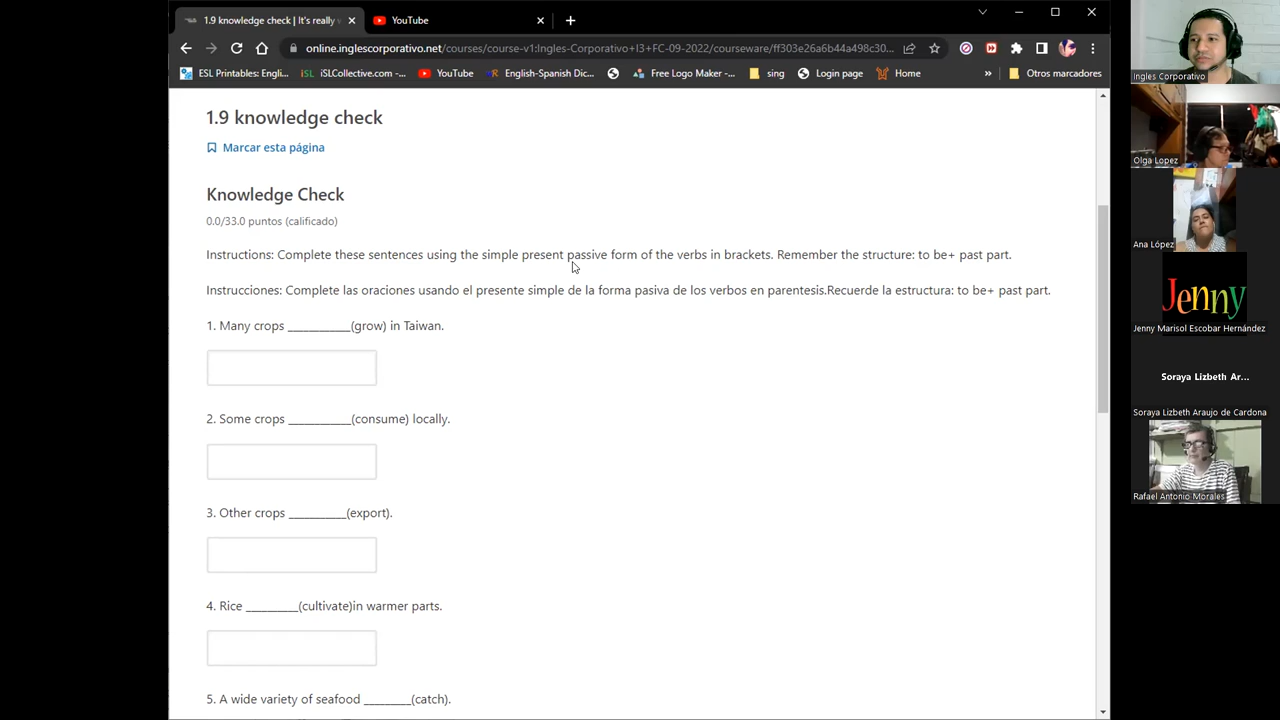 1.9 knowledge check | It's really
YouTube
online.inglescorporativo.net/courses/course-v1:Ingles-Corporativo+I3+FC-09-2022/courseware/ff303e26a6b44a498c30...
ESL Printables: Engli...
iSLCollective.com -...
YouTube
English-Spanish Dic...
Free Logo Maker -...
sing
Login page
Home
»
Otros marcadores
1.9 knowledge check
Marcar esta página
Knowledge Check
0.0/33.0 puntos (calificado)
Instructions: Complete these sentences using the simple present passive form of the verbs in brackets. Remember the structure: to be+ past part.
Instrucciones: Complete las oraciones usando el presente simple de la forma pasiva de los verbos en parentesis.Recuerde la estructura: to be+ past part.
1. Many crops ____________(grow) in Taiwan.
2. Some crops ____________(consume) locally.
3. Other crops ___________(export).
4. Rice __________(cultivate)in warmer parts.
5. A wide variety of seafood _________(catch).
Ingles Corporativo
Olga Lopez
Ana López
Jenny
Jenny Marisol Escobar Hernández
Soraya Lizbeth Ar...
Soraya Lizbeth Araujo de Cardona
Rafael Antonio Morales